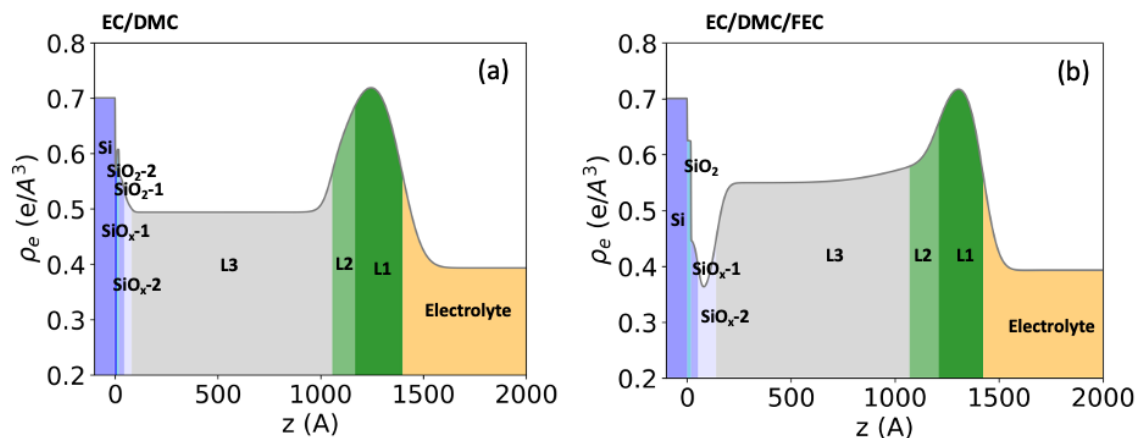 EC/DMC
(a)
0.8
0.7
0.6
0.5
0.4
0.3
0.2
ρe (e/A³)
Si
SiO₂-2
SiO₂-1
SiOₓ-1
SiOₓ-2
L3
L2
L1
Electrolyte
0
500
1000
1500
2000
z (A)
EC/DMC/FEC
(b)
0.8
0.7
0.6
0.5
0.4
0.3
0.2
ρe (e/A³)
Si
SiO₂
SiOₓ-1
SiOₓ-2
L3
L2
L1
Electrolyte
0
500
1000
1500
2000
z (A)